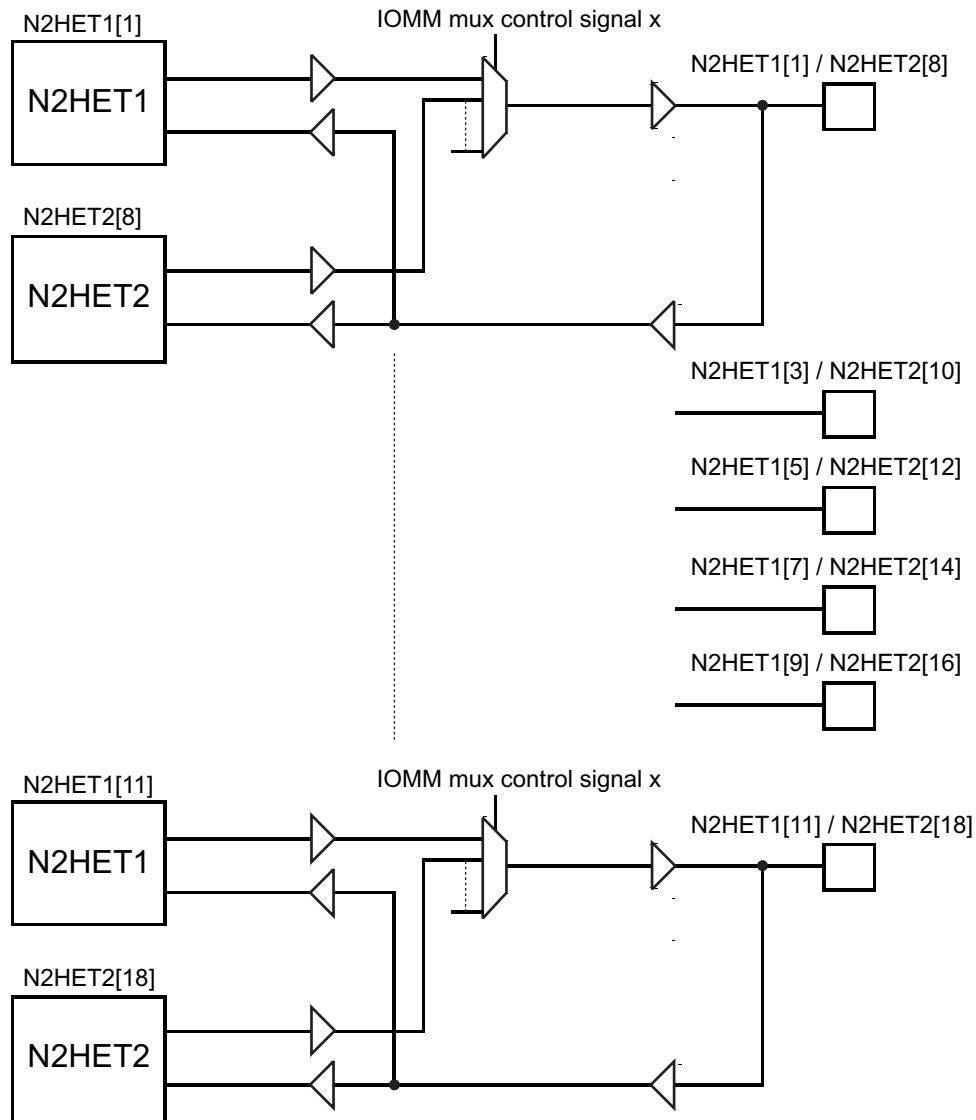 N2HET1[1]
IOMM mux control signal x
N2HET1
N2HET1[1] / N2HET2[8]
N2HET2[8]
N2HET2
N2HET1[3] / N2HET2[10]
N2HET1[5] / N2HET2[12]
N2HET1[7] / N2HET2[14]
N2HET1[9] / N2HET2[16]
N2HET1[11]
IOMM mux control signal x
N2HET1
N2HET1[11] / N2HET2[18]
N2HET2[18]
N2HET2